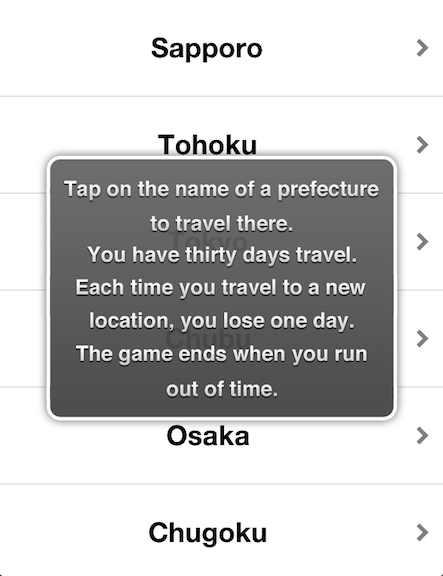 Sapporo
Tohoku
Tap on the name of a prefecture
to travel there.
Tokyo
You have thirty days travel.
Each time you travel to a new
location, you lose one day.
Chubu
The game ends when you run
out of time.
Osaka
Chugoku